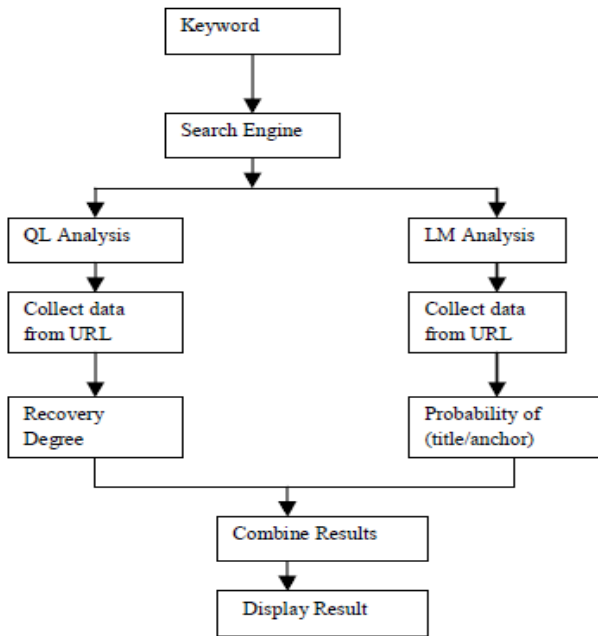 Keyword
Search Engine
QL Analysis
LM Analysis
Collect data
from URL
Collect data
from URL
Recovery
Degree
Probability of
(title/anchor)
Combine Results
Display Result